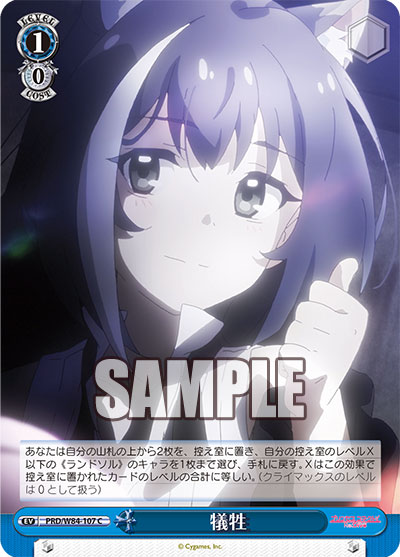 LEVEL
1
0
COST
SAMPLE
あなたは自分の山札の上から2枚を、控え室に置き、自分の控え室のレベルX
以下の《ランドソル》のキャラを1枚まで選び、手札に戻す。Xはこの効果で
控え室に置かれたカードのレベルの合計に等しい。(クライマックスのレベル
は0として扱う)
EV
PRD/W84-107 C
犠牲
© Cygames, Inc.